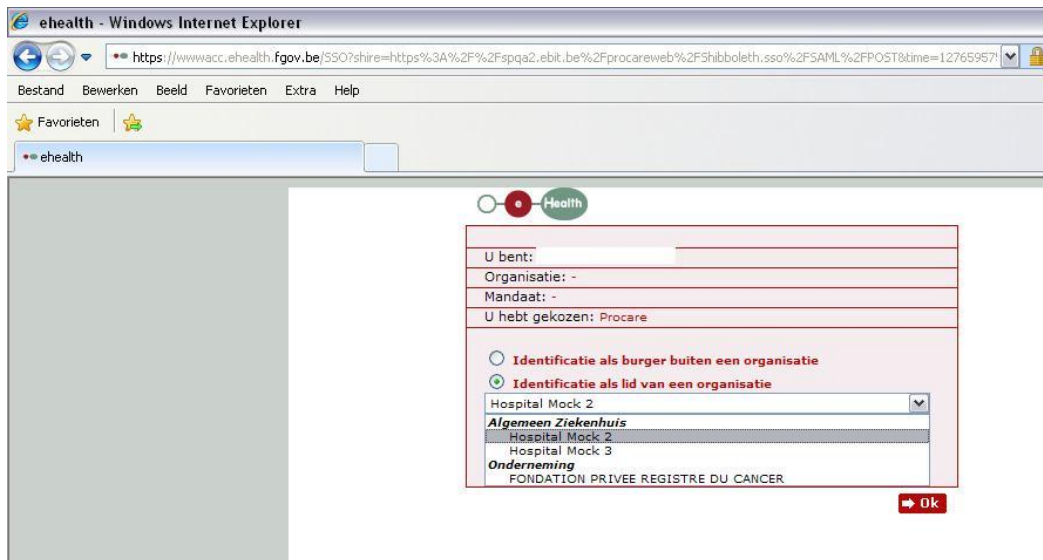 ehealth - Windows Internet Explorer
https://wwwacc.ehealth.fgov.be/SSO?shire=https%3A%2F%2Fspqa2.ebit.be%2Fprocareweb%2FShibboleth.sso%2FSAML%2FPOST&time=12765957
Bestand Bewerken Beeld Favorieten Extra Help
Favorieten
ehealth
e Health
U bent:
Organisatie: -
Mandaat: -
U hebt gekozen: Procare
Identificatie als burger buiten een organisatie
Identificatie als lid van een organisatie
Hospital Mock 2
Algemeen Ziekenhuis
Hospital Mock 2
Hospital Mock 3
Onderneming
FONDATION PRIVEE REGISTRE DU CANCER
Ok